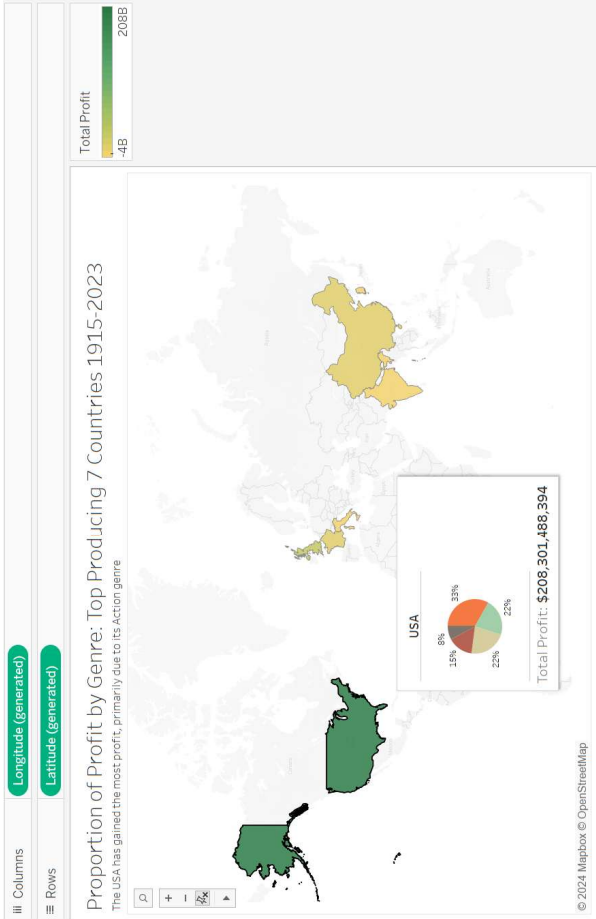 Columns
Longitude (generated)
Rows
Latitude (generated)
Proportion of Profit by Genre: Top Producing 7 Countries 1915-2023
The USA has gained the most profit, primarily due to its Action genre
Total Profit
-4B
208B
USA
8%
33%
15%
22%
22%
Total Profit: $208,301,488,394
© 2024 Mapbox © OpenStreetMap